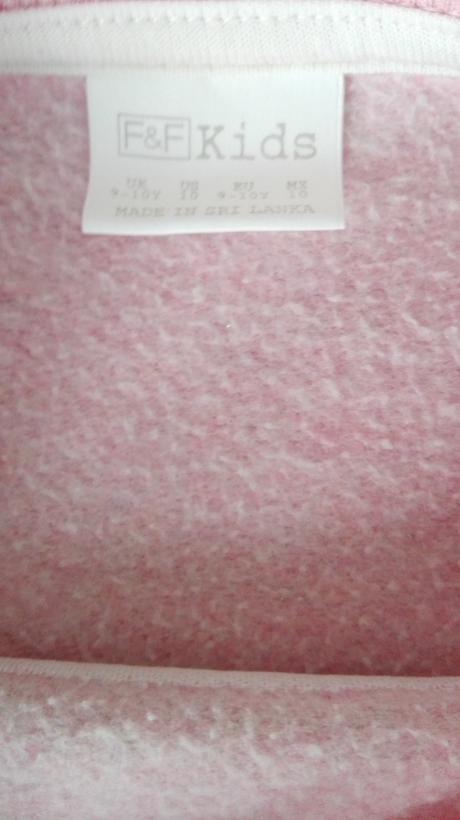 F&F Kids
UK US EU MX
9-10Y 10 9-10Y 10
MADE IN SRI LANKA